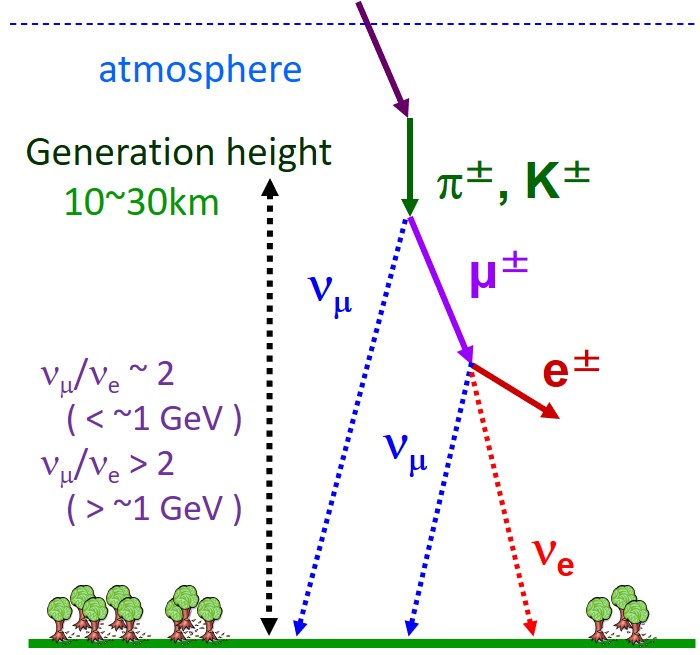 atmosphere
Generation height
10~30km
π±, K±
μ±
νμ
e±
νμ/νe ~ 2
( < ~1 GeV )
νμ/νe > 2
( > ~1 GeV )
νμ
νe